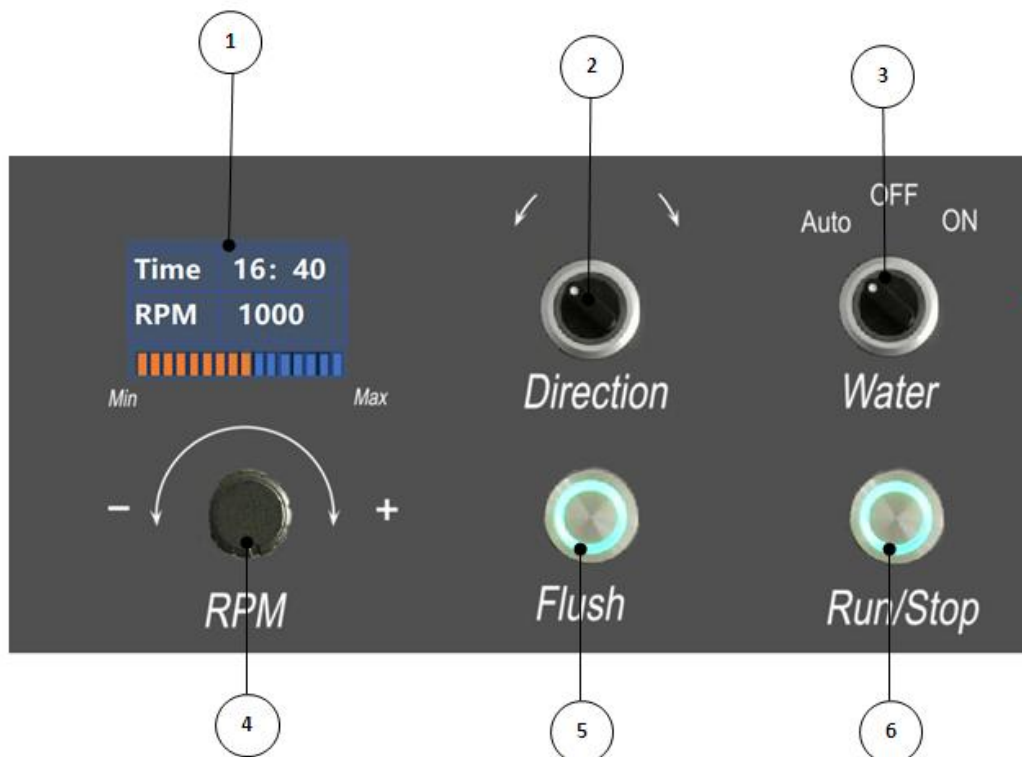 1
2
3
OFF
Auto
ON
Time 16: 40
RPM 1000
Min
Max
Direction
Water
−
+
RPM
Flush
Run/Stop
4
5
6